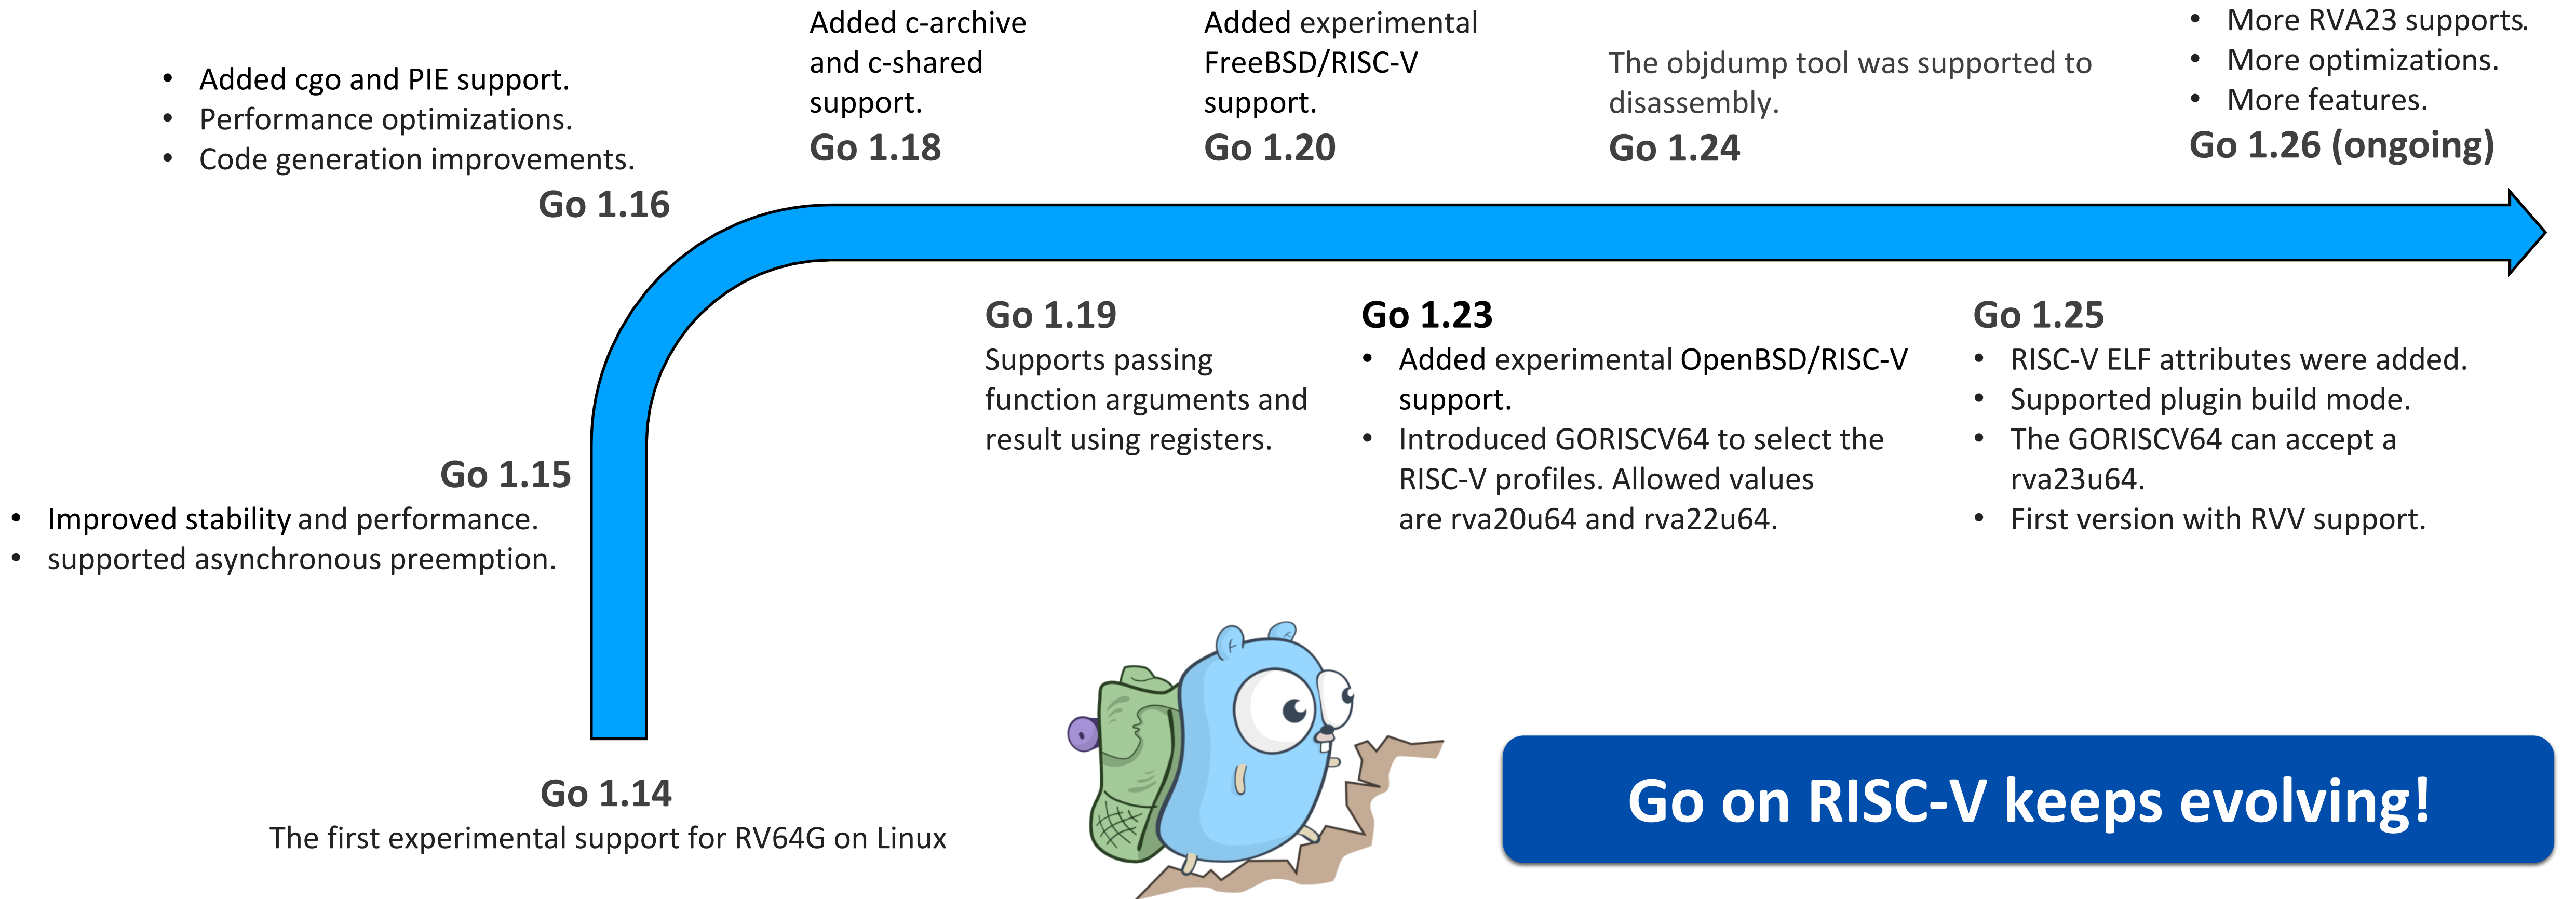 • Added cgo and PIE support.
• Performance optimizations.
• Code generation improvements.
Go 1.16
Added c-archive
and c-shared
support.
Go 1.18
Added experimental
FreeBSD/RISC-V
support.
Go 1.20
The objdump tool was supported to
disassembly.
Go 1.24
• More RVA23 supports.
• More optimizations.
• More features.
Go 1.26 (ongoing)
Go 1.15
• Improved stability and performance.
• supported asynchronous preemption.
Go 1.19
Supports passing
function arguments and
result using registers.
Go 1.23
• Added experimental OpenBSD/RISC-V
support.
• Introduced GORISCV64 to select the
RISC-V profiles. Allowed values
are rva20u64 and rva22u64.
Go 1.25
• RISC-V ELF attributes were added.
• Supported plugin build mode.
• The GORISCV64 can accept a
rva23u64.
• First version with RVV support.
Go 1.14
The first experimental support for RV64G on Linux
Go on RISC-V keeps evolving!